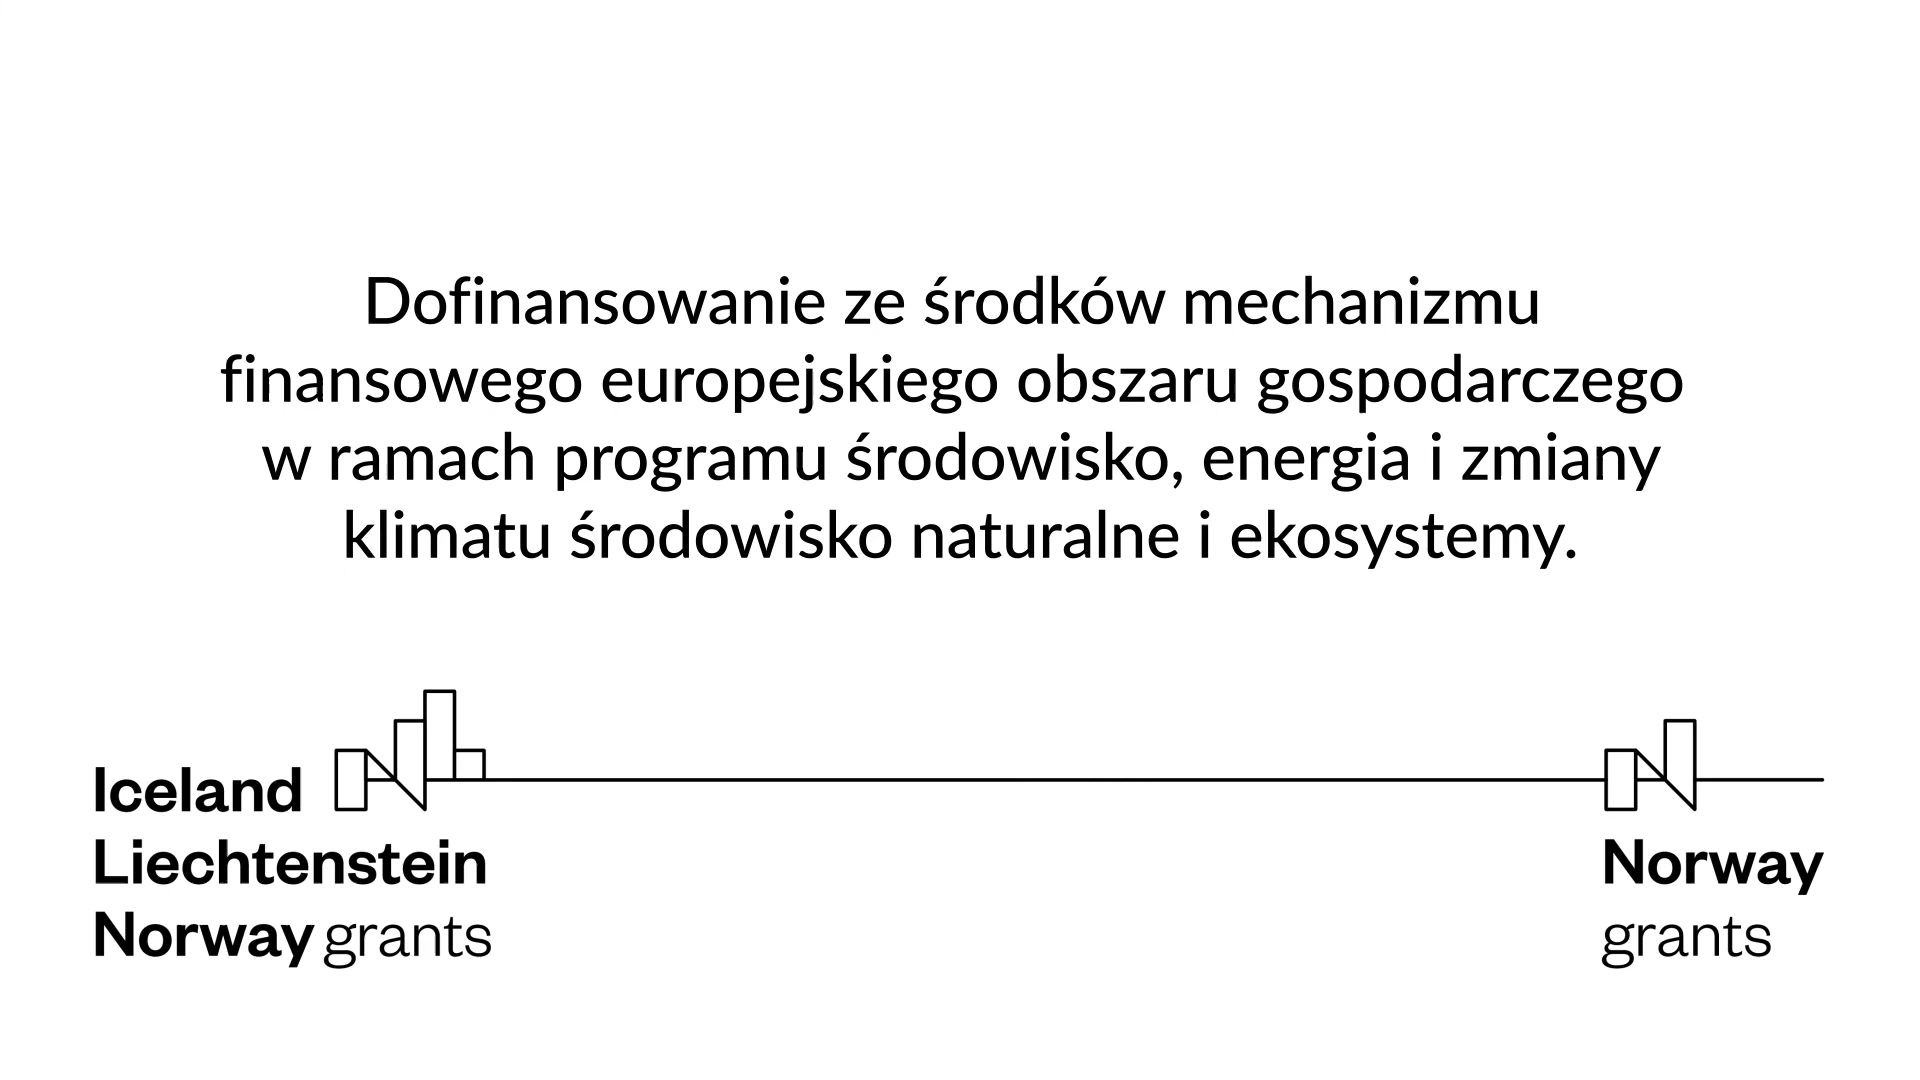 Dofinansowanie ze środków mechanizmu
finansowego europejskiego obszaru gospodarczego
w ramach programu środowisko, energia i zmiany
klimatu środowisko naturalne i ekosystemy.
Iceland
Liechtenstein
Norway grants
Norway
grants